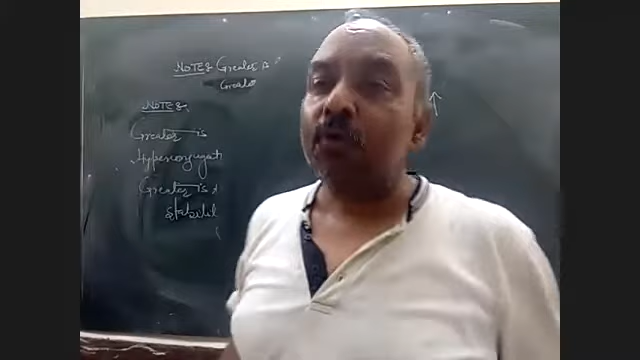 NOTE:- Greater is
Greater
NOTE:-
Greater is
Hyperconjugati
Greater is
stabilit